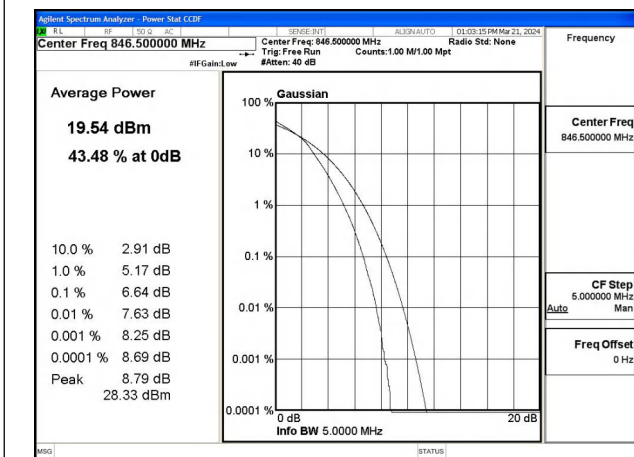 Agilent Spectrum Analyzer - Power Stat CCDF
RL RF 50 Ω AC SENSE:INT ALIGN AUTO 01:03:15 PM Mar 21, 2024
Center Freq 846.500000 MHz
Center Freq: 846.500000 MHz Radio Std: None
Trig: Free Run Counts:1.00 M/1.00 Mpt
#IFGain:Low #Atten: 40 dB
Frequency
Average Power
19.54 dBm
43.48 % at 0dB
10.0 % 2.91 dB
1.0 % 5.17 dB
0.1 % 6.64 dB
0.01 % 7.63 dB
0.001 % 8.25 dB
0.0001 % 8.69 dB
Peak 8.79 dB
28.33 dBm
Gaussian
100 %
10 %
1 %
0.1 %
0.01 %
0.001 %
0.0001 %
0 dB 20 dB
Info BW 5.0000 MHz
Center Freq
846.500000 MHz
CF Step
5.000000 MHz
Auto Man
Freq Offset
0 Hz
MSG STATUS